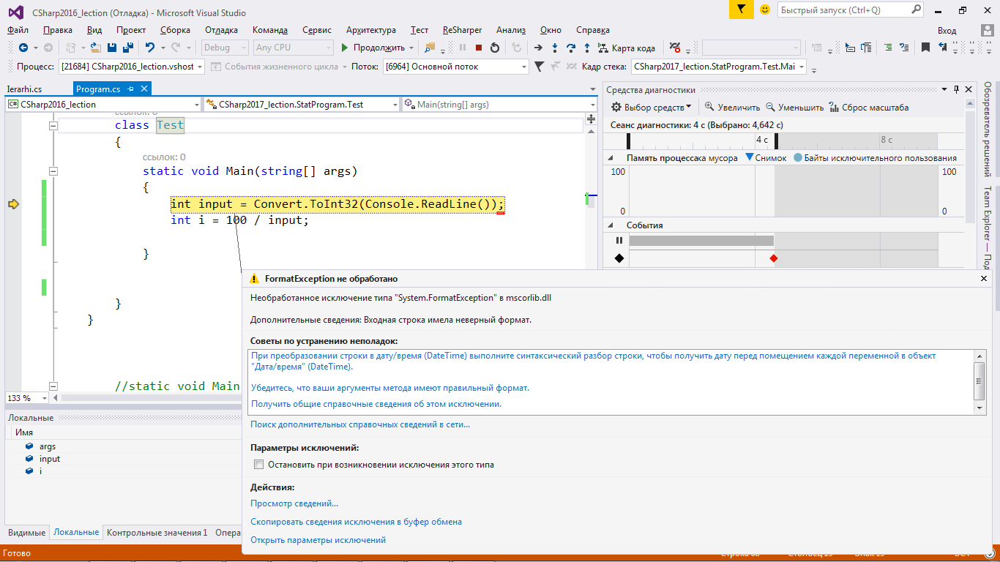 CSharp2016_lection (Отладка) - Microsoft Visual Studio
Быстрый запуск (Ctrl+Q)
Файл Правка Вид Проект Сборка Отладка Команда Сервис Архитектура Тест ReSharper Анализ Окно Справка
Вход
Debug Any CPU Продолжить Карта кода
Процесс: [21684] CSharp2016_lection.vshost События жизненного цикла Поток: [6964] Основной поток Кадр стека: CSharp2017_lection.StatProgram.Test.Mai
Ierarhi.cs Program.cs
C# CSharp2016_lection CSharp2017_lection.StatProgram.Test Main(string[] args)
ссылок: 0
class Test
{
ссылок: 0
static void Main(string[] args)
{
int input = Convert.ToInt32(Console.ReadLine());
int i = 100 / input;
}
}
}
//static void Main
133 %
Средства диагностики
Выбор средств Увеличить Уменьшить Сброс масштаба
Сеанс диагностики: 4 с (Выбрано: 4,642 с)
4 с 8 с
Память процессака мусора Снимок Байты исключительного пользования
100 100
0 0
События
Обозреватель решений
Team Explorer — Под
FormatException не обработано
Необработанное исключение типа "System.FormatException" в mscorlib.dll
Дополнительные сведения: Входная строка имела неверный формат.
Советы по устранению неполадок:
При преобразовании строки в дату/время (DateTime) выполните синтаксический разбор строки, чтобы получить дату перед помещением каждой переменной в объект
"Дата/время" (DateTime).
Убедитесь, что ваши аргументы метода имеют правильный формат.
Получить общие справочные сведения об этом исключении.
Поиск дополнительных справочных сведений в сети...
Параметры исключений:
Остановить при возникновении исключения этого типа
Действия:
Просмотр сведений...
Скопировать сведения исключения в буфер обмена
Открыть параметры исключений
Локальные
Имя
args
input
i
Видимые Локальные Контрольные значения 1 Опера
Готово